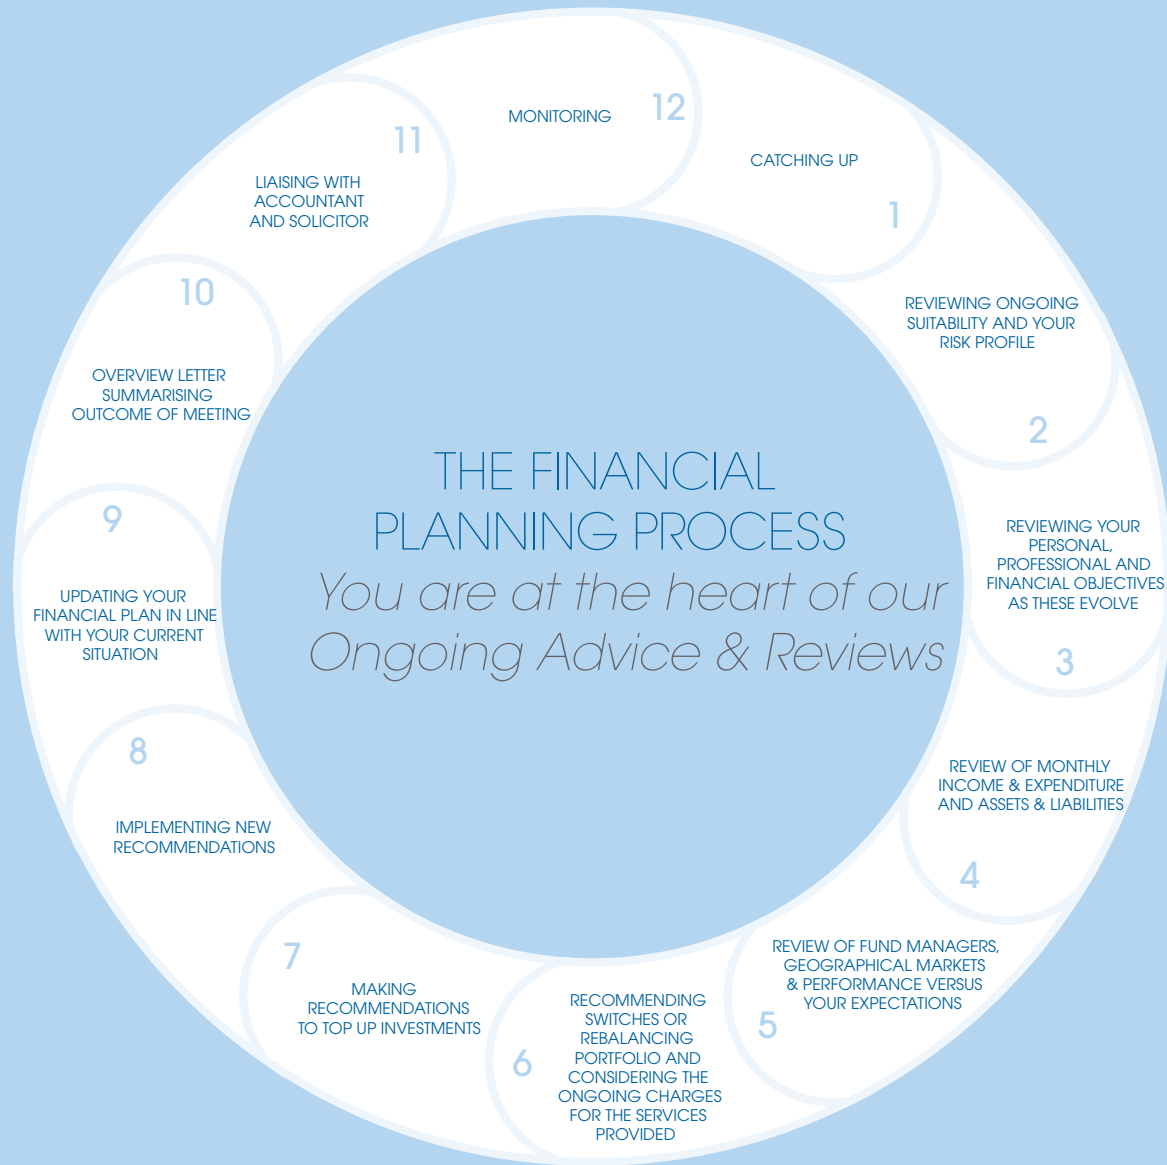 THE FINANCIAL
PLANNING PROCESS
You are at the heart of our
Ongoing Advice & Reviews
CATCHING UP
1
REVIEWING ONGOING
SUITABILITY AND YOUR
RISK PROFILE
2
REVIEWING YOUR
PERSONAL,
PROFESSIONAL AND
FINANCIAL OBJECTIVES
AS THESE EVOLVE
3
REVIEW OF MONTHLY
INCOME & EXPENDITURE
AND ASSETS & LIABILITIES
4
REVIEW OF FUND MANAGERS,
GEOGRAPHICAL MARKETS
& PERFORMANCE VERSUS
YOUR EXPECTATIONS
5
RECOMMENDING
SWITCHES OR
REBALANCING
PORTFOLIO AND
CONSIDERING THE
ONGOING CHARGES
FOR THE SERVICES
PROVIDED
6
7
MAKING
RECOMMENDATIONS
TO TOP UP INVESTMENTS
8
IMPLEMENTING NEW
RECOMMENDATIONS
9
UPDATING YOUR
FINANCIAL PLAN IN LINE
WITH YOUR CURRENT
SITUATION
10
OVERVIEW LETTER
SUMMARISING
OUTCOME OF MEETING
11
LIAISING WITH
ACCOUNTANT
AND SOLICITOR
12
MONITORING